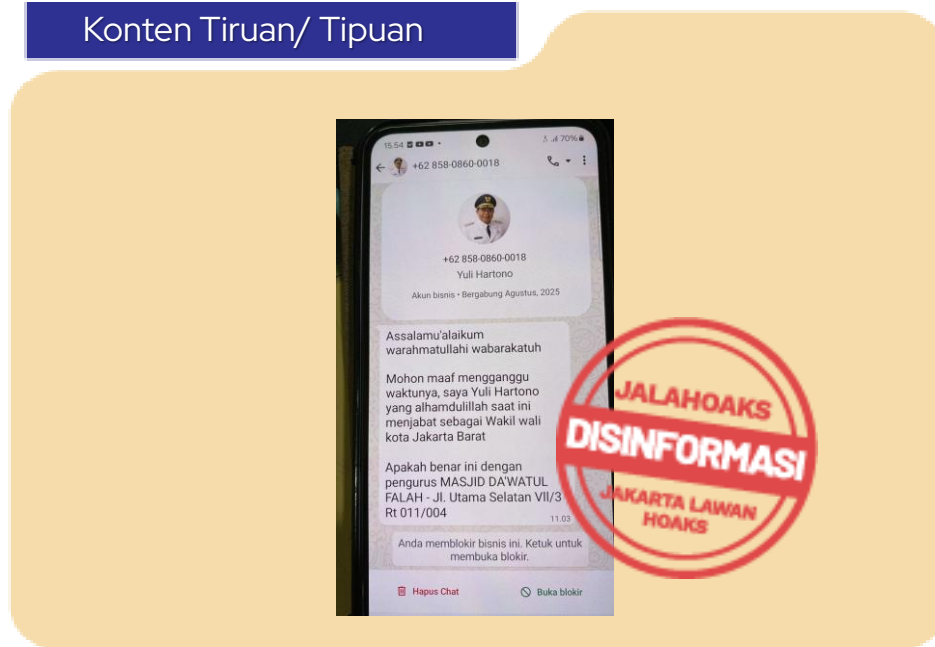 Konten Tiruan/ Tipuan
15.54
70%
+62 858-0860-0018
+62 858-0860-0018
Yuli Hartono
Akun bisnis • Bergabung Agustus, 2025
Assalamu'alaikum
warahmatullahi wabarakatuh
Mohon maaf mengganggu
waktunya, saya Yuli Hartono
yang alhamdulillah saat ini
menjabat sebagai Wakil wali
kota Jakarta Barat
Apakah benar ini dengan
pengurus MASJID DA'WATUL
FALAH - Jl. Utama Selatan VII/3
Rt 011/004
11.03
Anda memblokir bisnis ini. Ketuk untuk
membuka blokir.
Hapus Chat
Buka blokir
JALAHOAKS
DISINFORMASI
JAKARTA LAWAN
HOAKS